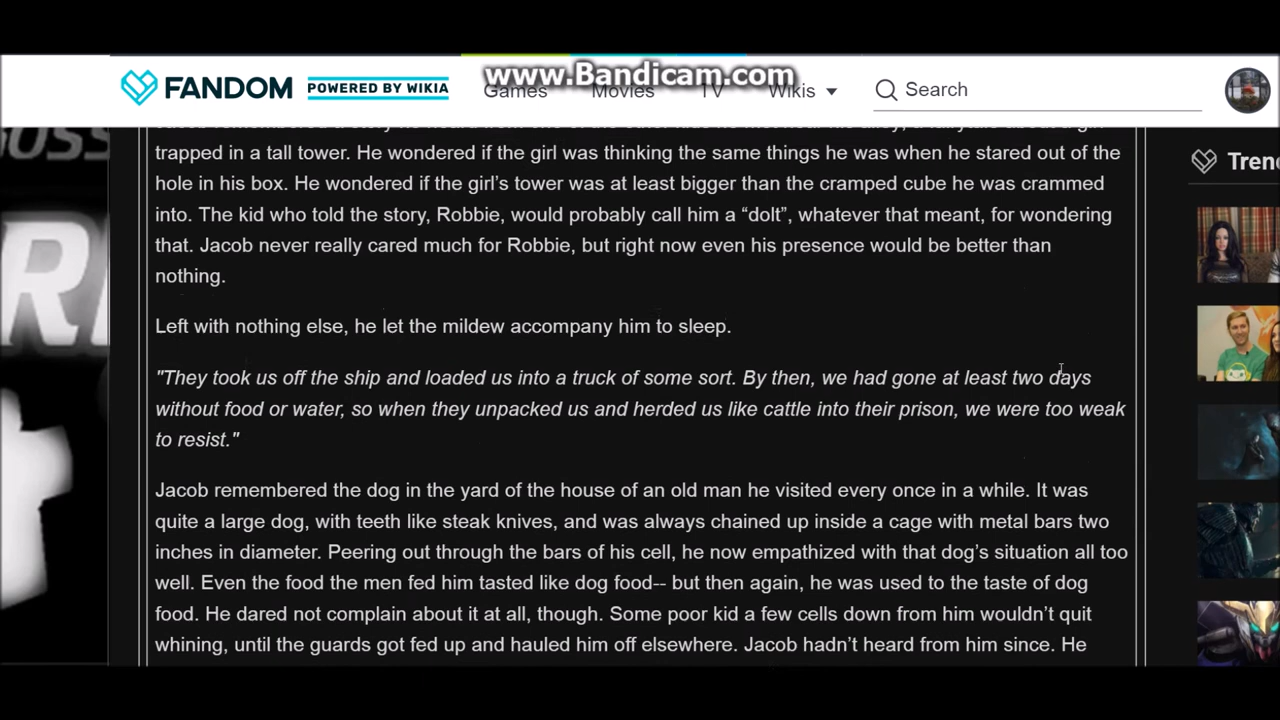 www.Bandicam.com
FANDOM POWERED BY WIKIA Games Movies TV Wikis Search
trapped in a tall tower. He wondered if the girl was thinking the same things he was when he stared out of the
hole in his box. He wondered if the girl’s tower was at least bigger than the cramped cube he was crammed
into. The kid who told the story, Robbie, would probably call him a “dolt”, whatever that meant, for wondering
that. Jacob never really cared much for Robbie, but right now even his presence would be better than
nothing.
Left with nothing else, he let the mildew accompany him to sleep.
"They took us off the ship and loaded us into a truck of some sort. By then, we had gone at least two days
without food or water, so when they unpacked us and herded us like cattle into their prison, we were too weak
to resist."
Jacob remembered the dog in the yard of the house of an old man he visited every once in a while. It was
quite a large dog, with teeth like steak knives, and was always chained up inside a cage with metal bars two
inches in diameter. Peering out through the bars of his cell, he now empathized with that dog’s situation all too
well. Even the food the men fed him tasted like dog food-- but then again, he was used to the taste of dog
food. He dared not complain about it at all, though. Some poor kid a few cells down from him wouldn’t quit
whining, until the guards got fed up and hauled him off elsewhere. Jacob hadn’t heard from him since. He
Tren